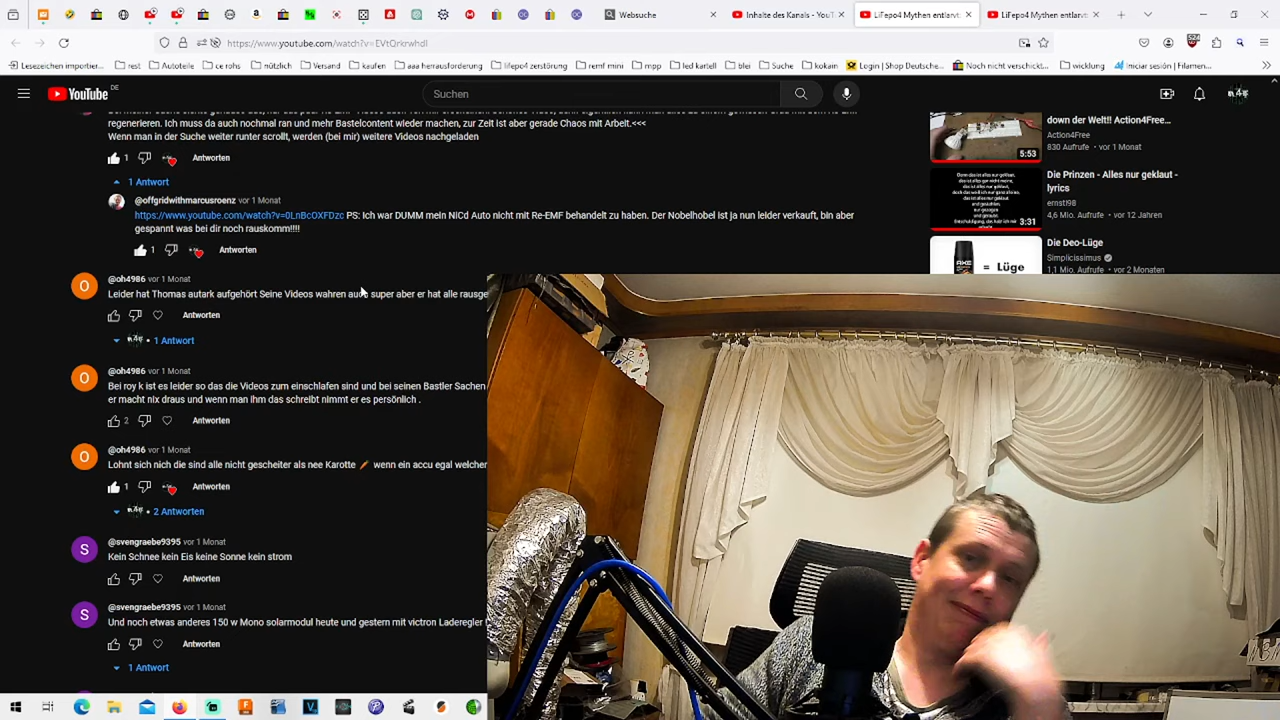 Websuche
Inhalte des Kanals - YouT
LiFepo4 Mythen entlarvt:
LiFepo4 Mythen entlarvt:
https://www.youtube.com/watch?v=EVtQrkrwhdI
Lesezeichen importier...
rest
Autoteile
ce rohs
nützlich
Versand
kaufen
aaa herausforderung
lifepo4 zerstörung
remf mini
mpp
led kartell
blei
Suche
kokain
Login | Shop Deutsche...
Noch nicht verschickt...
wicklung
Iniciar sesión | Filamen...
YouTube DE
Suchen
regenerieren. Ich muss da auch nochmal ran und mehr Bastelcontent wieder machen, zur Zeit ist aber gerade Chaos mit Arbeit.<<<
Wenn man in der Suche weiter runter scrollt, werden (bei mir) weitere Videos nachgeladen
1
Antworten
1 Antwort
@offgridwithmarcusroenz vor 1 Monat
https://www.youtube.com/watch?v=0LnBcOXFDzc PS: Ich war DUMM mein NiCd Auto nicht mit Re-EMF behandelt zu haben. Der Nobelhobel ist ja nun leider verkauft, bin aber
gespannt was bei dir noch rauskomm!!!!
1
Antworten
O
@oh4986 vor 1 Monat
Leider hat Thomas autark aufgehört Seine Videos wahren auch super aber er hat alle rausge
Antworten
1 Antwort
O
@oh4986 vor 1 Monat
Bei roy k ist es leider so das die Videos zum einschlafen sind und bei seinen Bastler Sachen
er macht nix draus und wenn man ihm das schreibt nimmt er es persönlich .
2
Antworten
O
@oh4986 vor 1 Monat
Lohnt sich nich die sind alle nicht gescheiter als nee Karotte 🥕 wenn ein accu egal welcher
1
Antworten
2 Antworten
S
@svengraebe9395 vor 1 Monat
Kein Schnee kein Eis keine Sonne kein strom
Antworten
S
@svengraebe9395 vor 1 Monat
Und noch etwas anderes 150 w Mono solarmodul heute und gestern mit victron Laderegler
Antworten
1 Antwort
down der Welt!! Action4Free...
Action4Free
830 Aufrufe • vor 1 Monat
5:53
Die Prinzen - Alles nur geklaut -
lyrics
ernstl98
4,6 Mio. Aufrufe • vor 12 Jahren
3:31
Die Deo-Lüge
Simplicissimus
1,1 Mio. Aufrufe • vor 2 Monaten
AXE
= Lüge